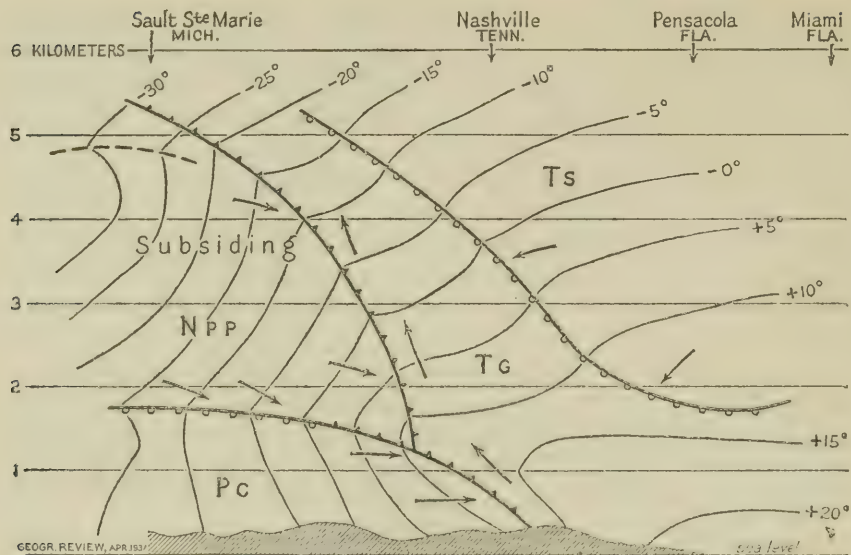 Sault Ste Marie
MICH.
Nashville
TENN.
Pensacola
FLA.
Miami
FLA.
6 KILOMETERS
-30°
-25°
-20°
-15°
-10°
-5°
-0°
+5°
+10°
+15°
+20°
5
4
3
2
1
Ts
Subsiding
NPP
TG
Pc
GEOGR. REVIEW, APR. 193
sea level